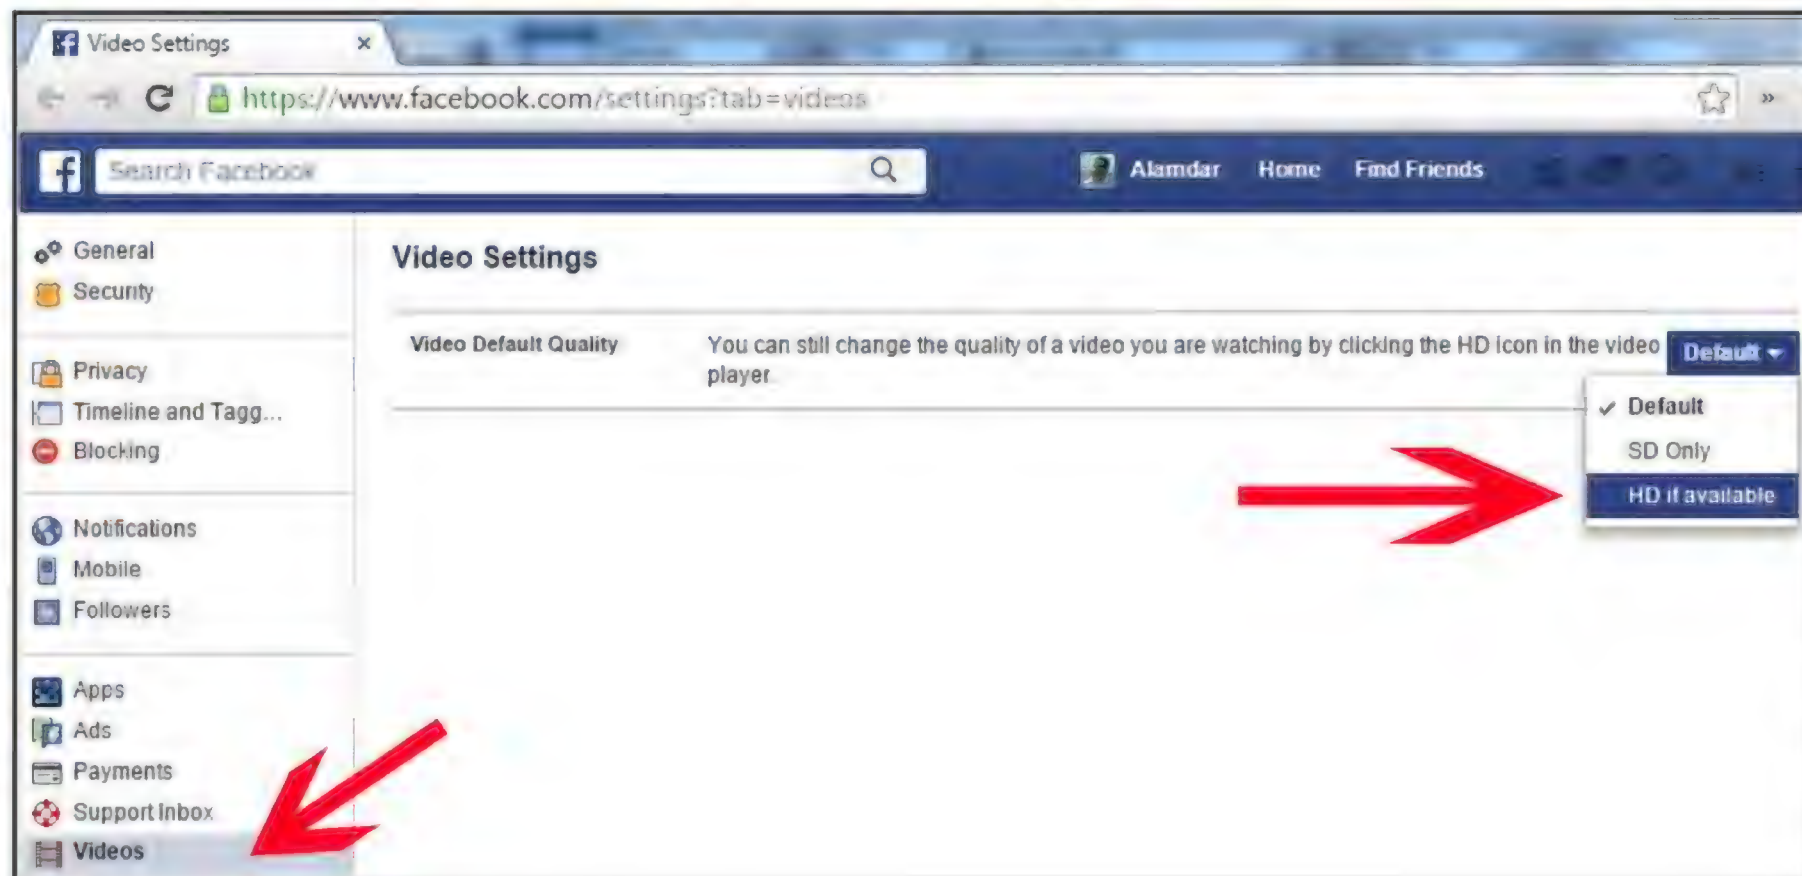 Video Settings
https://www.facebook.com/settings?tab=videos
Search Facebook
Alamdar Home Find Friends
General
Security
Privacy
Timeline and Tagg...
Blocking
Notifications
Mobile
Followers
Apps
Ads
Payments
Support Inbox
Videos
Video Settings
Video Default Quality
You can still change the quality of a video you are watching by clicking the HD icon in the video
player
Default
Default
SD Only
HD if available